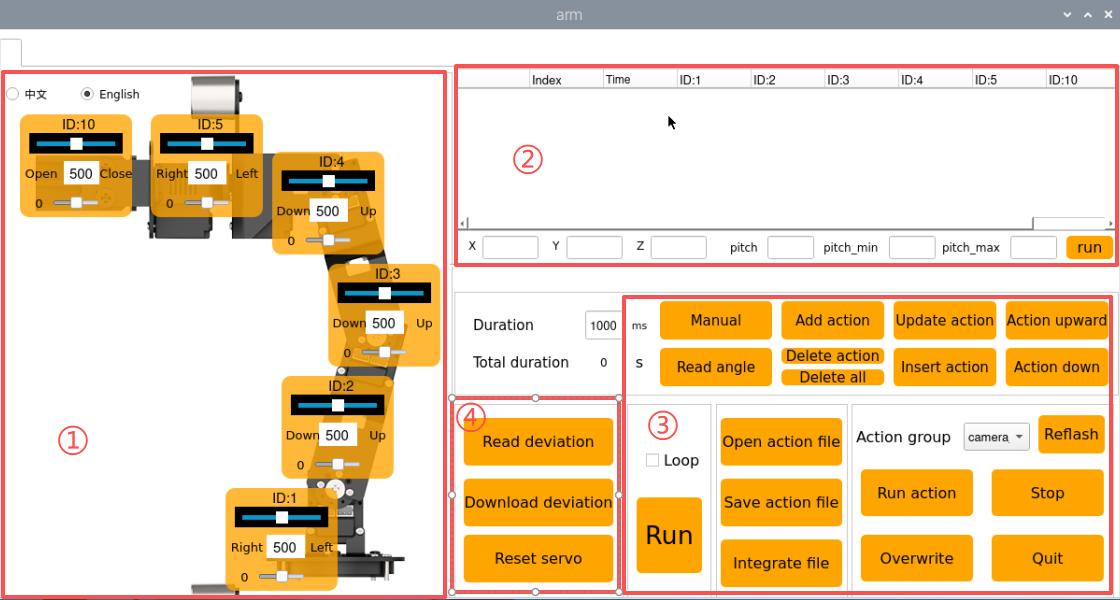 arm
中文 English
ID:10
Open 500 Close
0
ID:5
Right 500 Left
0
ID:4
Down 500 Up
0
ID:3
Down 500 Up
0
ID:2
Down 500 Up
0
ID:1
Right 500 Left
0
①
Index Time ID:1 ID:2 ID:3 ID:4 ID:5 ID:10
②
X Y Z pitch pitch_min pitch_max run
Duration 1000 ms
Total duration 0 S
Manual Add action Update action Action upward
Read angle Delete action Insert action Action down
Delete all
④
Read deviation
Download deviation
Reset servo
③
Loop
Run
Open action file
Save action file
Integrate file
Action group camera_ Reflash
Run action Stop
Overwrite Quit